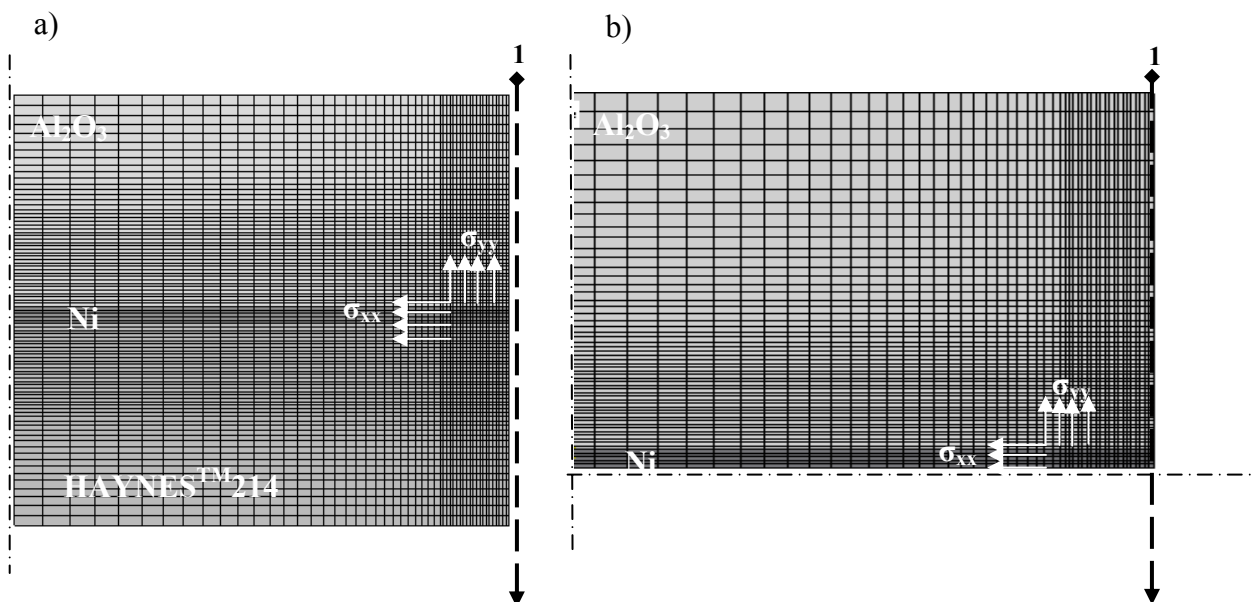 a)
b)
1
1
Al₂O₃
Al₂O₃
σyy
σxx
Ni
σyy
σxx
Ni
HAYNES™214